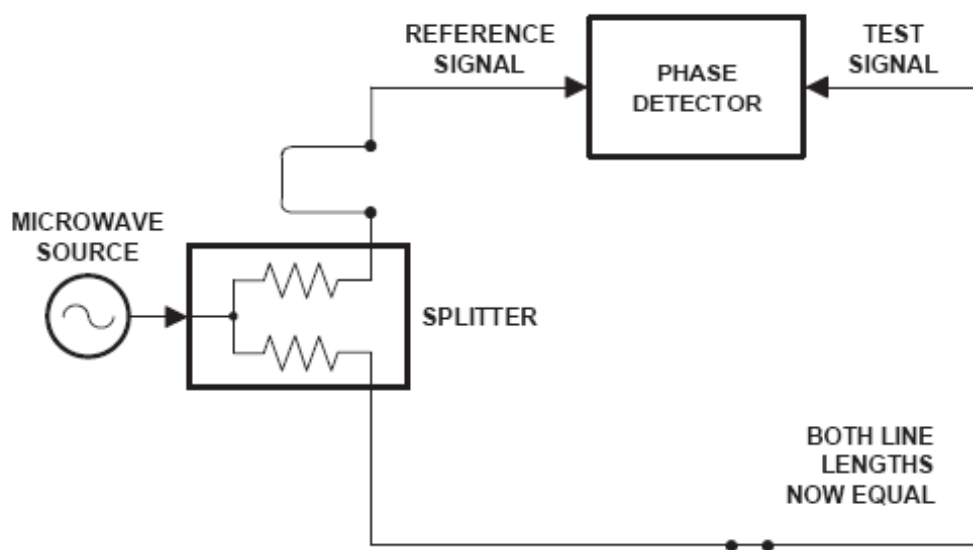 REFERENCE
SIGNAL
PHASE
DETECTOR
TEST
SIGNAL
MICROWAVE
SOURCE
SPLITTER
BOTH LINE
LENGTHS
NOW EQUAL